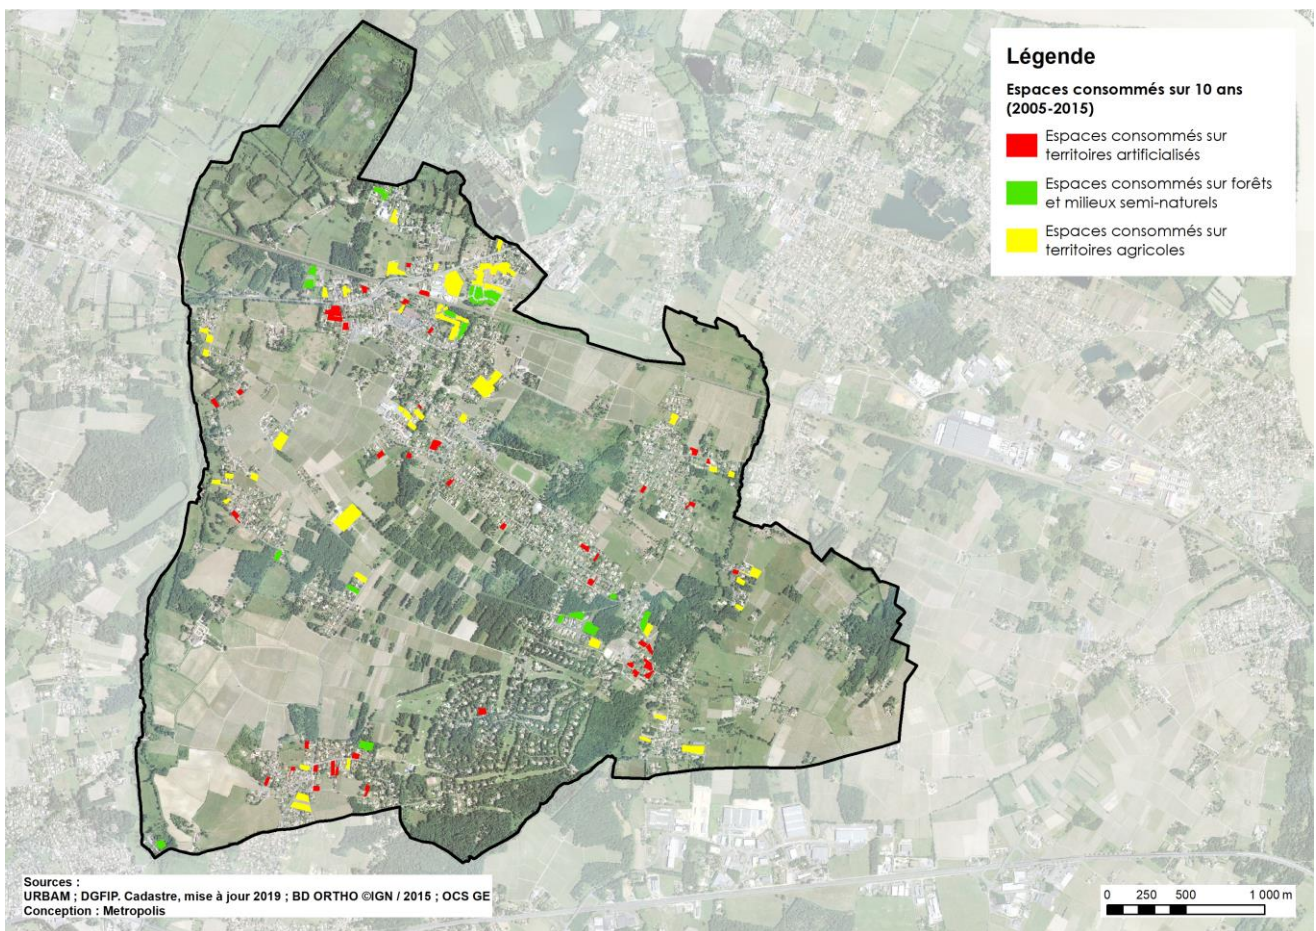 Légende
Espaces consommés sur 10 ans
(2005-2015)
Espaces consommés sur
territoires artificialisés
Espaces consommés sur forêts
et milieux semi-naturels
Espaces consommés sur
territoires agricoles
Sources :
URBAM ; DGFIP. Cadastre, mise à jour 2019 ; BD ORTHO ©IGN / 2015 ; OCS GE
Conception : Metropolis
0 250 500 1 000 m